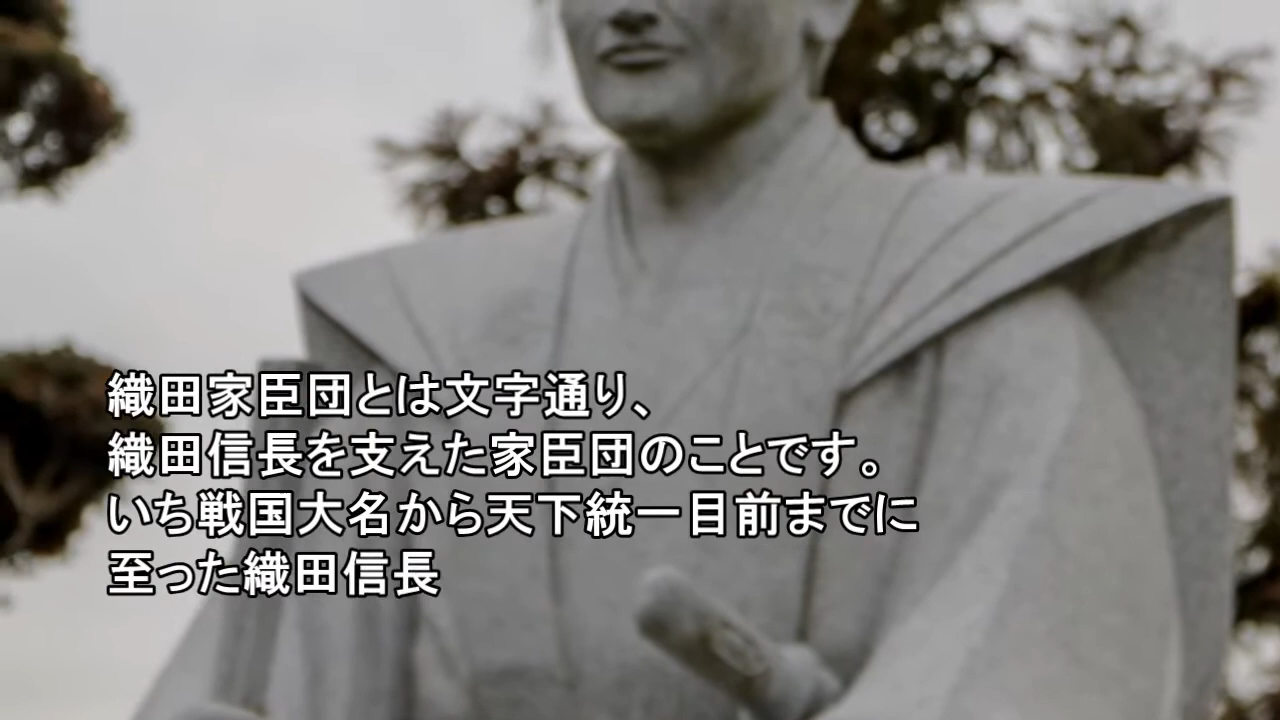 織田家臣団とは文字通り、
織田信長を支えた家臣団のことです。
いち戦国大名から天下統一目前までに
至った織田信長